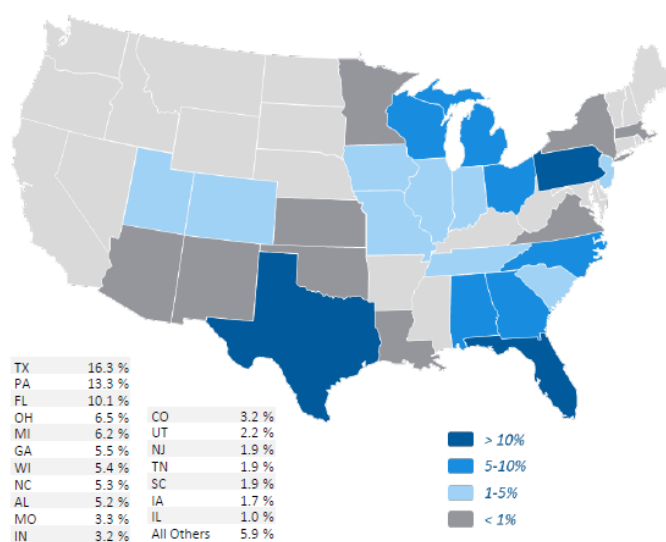 TX 16.3 %
PA 13.3 %
FL 10.1 %
OH 6.5 %
MI 6.2 %
GA 5.5 %
WI 5.4 %
NC 5.3 %
AL 5.2 %
MO 3.3 %
IN 3.2 %
CO 3.2 %
UT 2.2 %
NJ 1.9 %
TN 1.9 %
SC 1.9 %
IA 1.7 %
IL 1.0 %
All Others 5.9 %
> 10%
5-10%
1-5%
< 1%